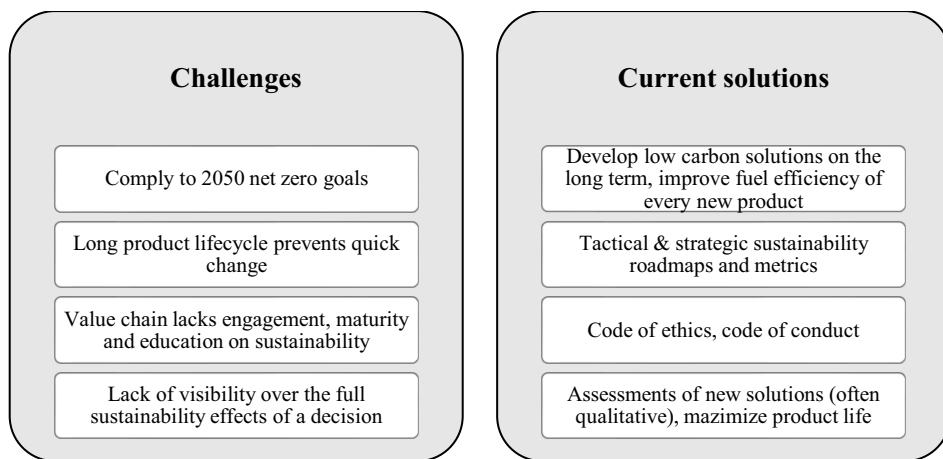 Challenges
Comply to 2050 net zero goals
Long product lifecycle prevents quick
change
Value chain lacks engagement, maturity
and education on sustainability
Lack of visibility over the full
sustainability effects of a decision
Current solutions
Develop low carbon solutions on the
long term, improve fuel efficiency of
every new product
Tactical & strategic sustainability
roadmaps and metrics
Code of ethics, code of conduct
Assessments of new solutions (often
qualitative), mazimize product life